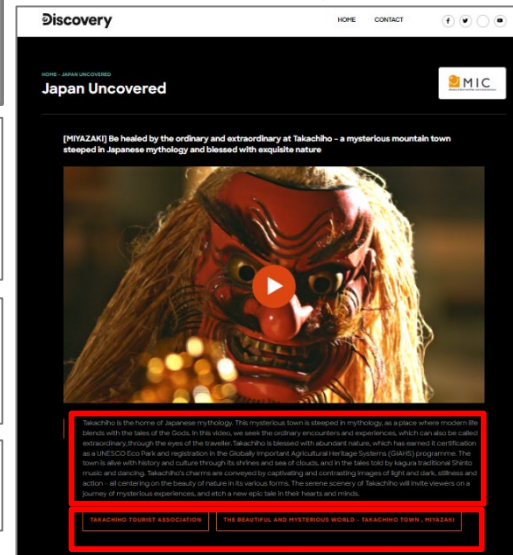 Discovery
HOME CONTACT
HOME - JAPAN UNCOVERED
Japan Uncovered
MIC
[MIYAZAKI] Be healed by the ordinary and extraordinary at Takachiho – a mysterious mountain town
steeped in Japanese mythology and blessed with exquisite nature
Takachiho is the home of Japanese mythology. This mysterious town is steeped in mythology, as a place where modern life
blends with the tales of the Gods. In this video, we seek the ordinary encounters and experiences, which can also be called
extraordinary,through the eyes of the traveller. Takachiho is blessed with abundant nature, which has earned it certification
as a UNESCO Eco Park and registration in the Globally Important Agricultural Heritage Systems (GIAHS) programme. The
town is alive with history and culture through its shrines and sea of clouds, and in the tales told by kagura traditional Shinto
music and dancing. Takachiho's charms are conveyed by captivating and contrasting images of light and dark, stillness and
action - all centering on the beauty of nature in its various forms. The serene scenery of Takachiho will invite viewers on a
journey of mysterious experiences, and etch a new epic tale in their hearts and minds.
TAKACHIHO TOURIST ASSOCIATION
THE BEAUTIFUL AND MYSTERIOUS WORLD - TAKACHIHO TOWN , MIYAZAKI